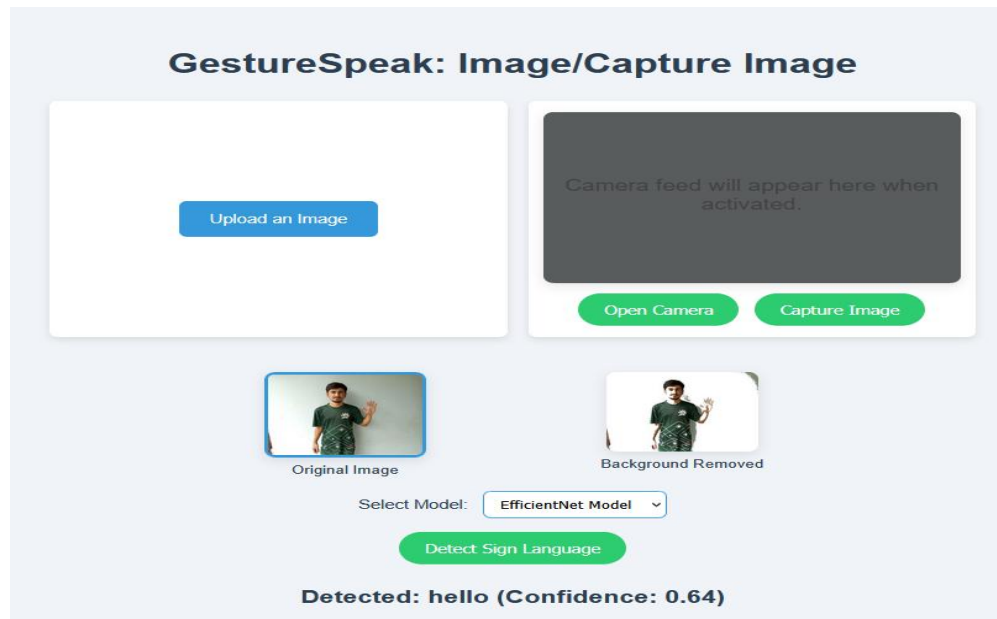 GestureSpeak: Image/Capture Image
Upload an Image
Camera feed will appear here when
activated.
Open Camera
Capture Image
Original Image
Background Removed
Select Model:
EfficientNet Model
Detect Sign Language
Detected: hello (Confidence: 0.64)